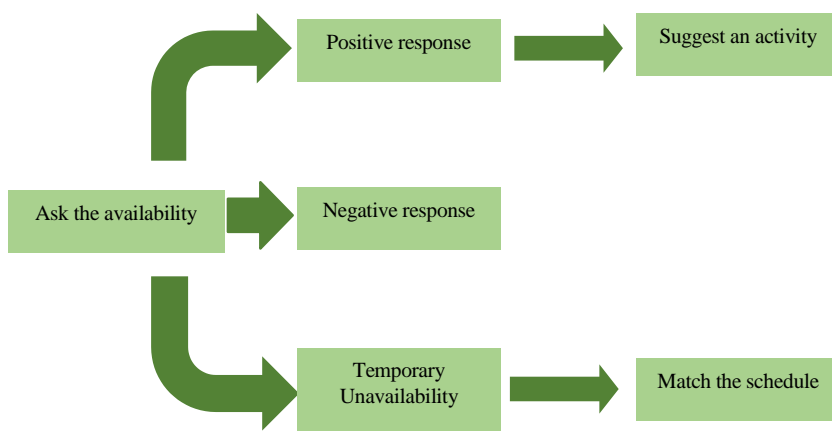 Positive response
Suggest an activity
Ask the availability
Negative response
Temporary
Unavailability
Match the schedule